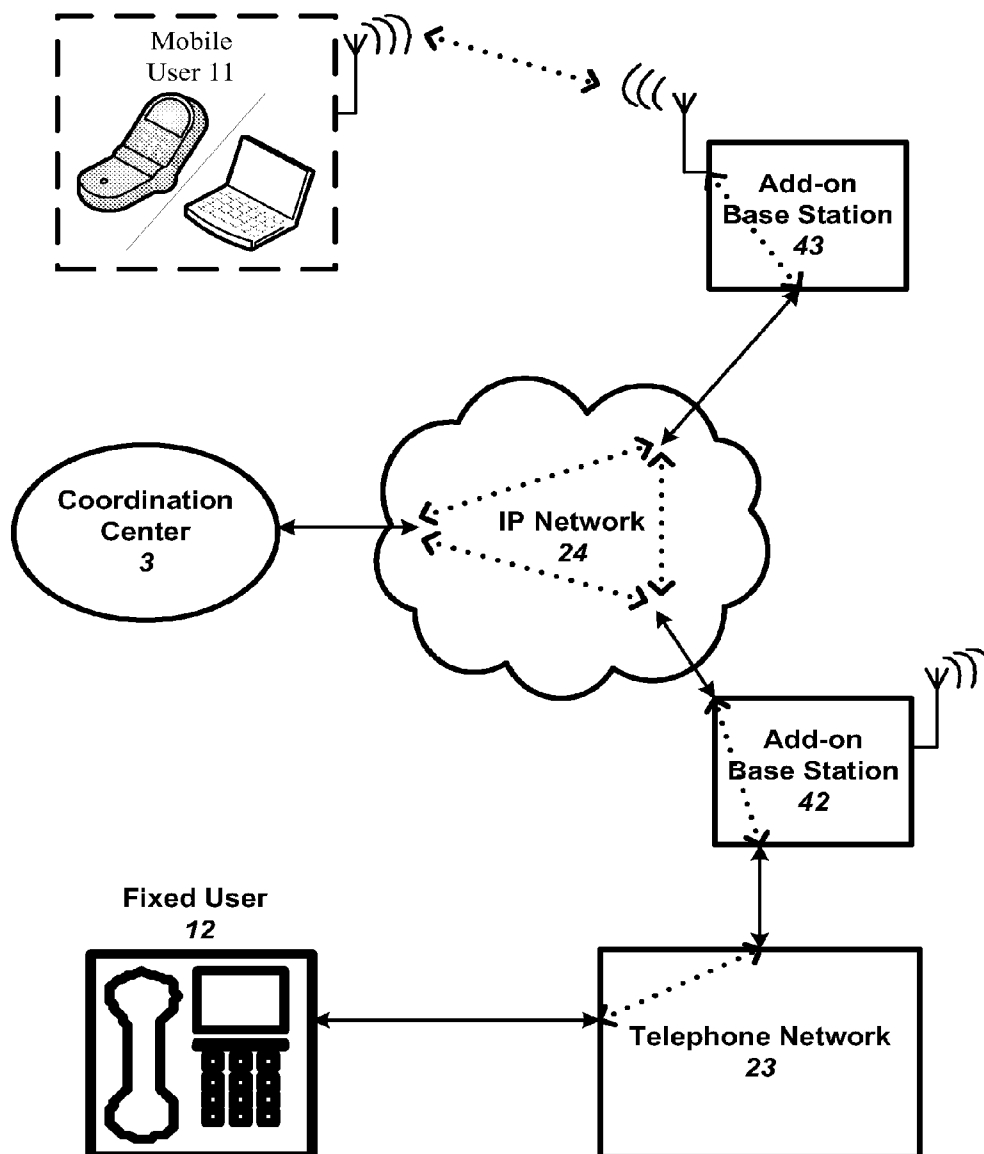 Mobile
User 11
Add-on
Base Station
43
Coordination
Center
3
IP Network
24
Add-on
Base Station
42
Fixed User
12
Telephone Network
23